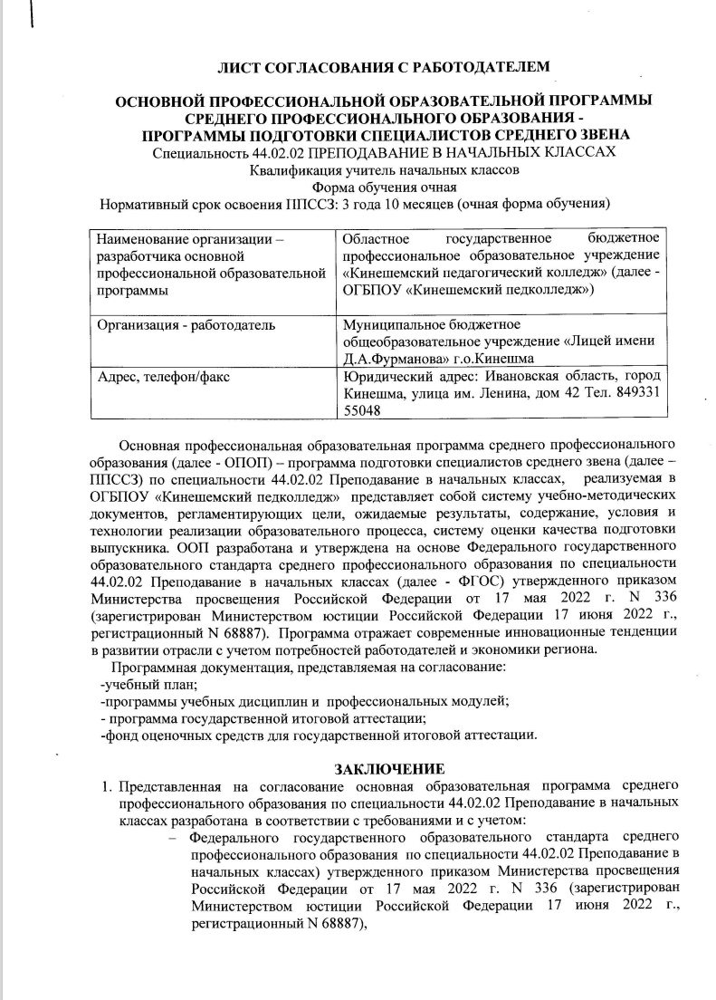 ЛИСТ СОГЛАСОВАНИЯ С РАБОТОДАТЕЛЕМ
ОСНОВНОЙ ПРОФЕССИОНАЛЬНОЙ ОБРАЗОВАТЕЛЬНОЙ ПРОГРАММЫ
СРЕДНЕГО ПРОФЕССИОНАЛЬНОГО ОБРАЗОВАНИЯ -
ПРОГРАММЫ ПОДГОТОВКИ СПЕЦИАЛИСТОВ СРЕДНЕГО ЗВЕНА
Специальность 44.02.02 ПРЕПОДАВАНИЕ В НАЧАЛЬНЫХ КЛАССАХ
Квалификация учитель начальных классов
Форма обучения очная
Нормативный срок освоения ППССЗ: 3 года 10 месяцев (очная форма обучения)
Наименование организации –
разработчика основной
профессиональной образовательной
программы
Областное государственное бюджетное
профессиональное образовательное учреждение
«Кинешемский педагогический колледж» (далее -
ОГБПОУ «Кинешемский педколледж»)
Организация - работодатель
Муниципальное бюджетное
общеобразовательное учреждение «Лицей имени
Д.А.Фурманова» г.о.Кинешма
Адрес, телефон/факс
Юридический адрес: Ивановская область, город
Кинешма, улица им. Ленина, дом 42 Тел. 849331
55048
Основная профессиональная образовательная программа среднего профессионального
образования (далее - ОПОП) – программа подготовки специалистов среднего звена (далее –
ППССЗ) по специальности 44.02.02 Преподавание в начальных классах, реализуемая в
ОГБПОУ «Кинешемский педколледж» представляет собой систему учебно-методических
документов, регламентирующих цели, ожидаемые результаты, содержание, условия и
технологии реализации образовательного процесса, систему оценки качества подготовки
выпускника. ООП разработана и утверждена на основе Федерального государственного
образовательного стандарта среднего профессионального образования по специальности
44.02.02 Преподавание в начальных классах (далее - ФГОС) утвержденного приказом
Министерства просвещения Российской Федерации от 17 мая 2022 г. N 336
(зарегистрирован Министерством юстиции Российской Федерации 17 июня 2022 г.,
регистрационный N 68887). Программа отражает современные инновационные тенденции
в развитии отрасли с учетом потребностей работодателей и экономики региона.
Программная документация, представляемая на согласование:
-учебный план;
-программы учебных дисциплин и профессиональных модулей;
- программа государственной итоговой аттестации;
-фонд оценочных средств для государственной итоговой аттестации.
ЗАКЛЮЧЕНИЕ
1. Представленная на согласование основная образовательная программа среднего
профессионального образования по специальности 44.02.02 Преподавание в начальных
классах разработана в соответствии с требованиями и с учетом:
– Федерального государственного образовательного стандарта среднего
профессионального образования по специальности 44.02.02 Преподавание в
начальных классах) утвержденного приказом Министерства просвещения
Российской Федерации от 17 мая 2022 г. N 336 (зарегистрирован
Министерством юстиции Российской Федерации 17 июня 2022 г.,
регистрационный N 68887),